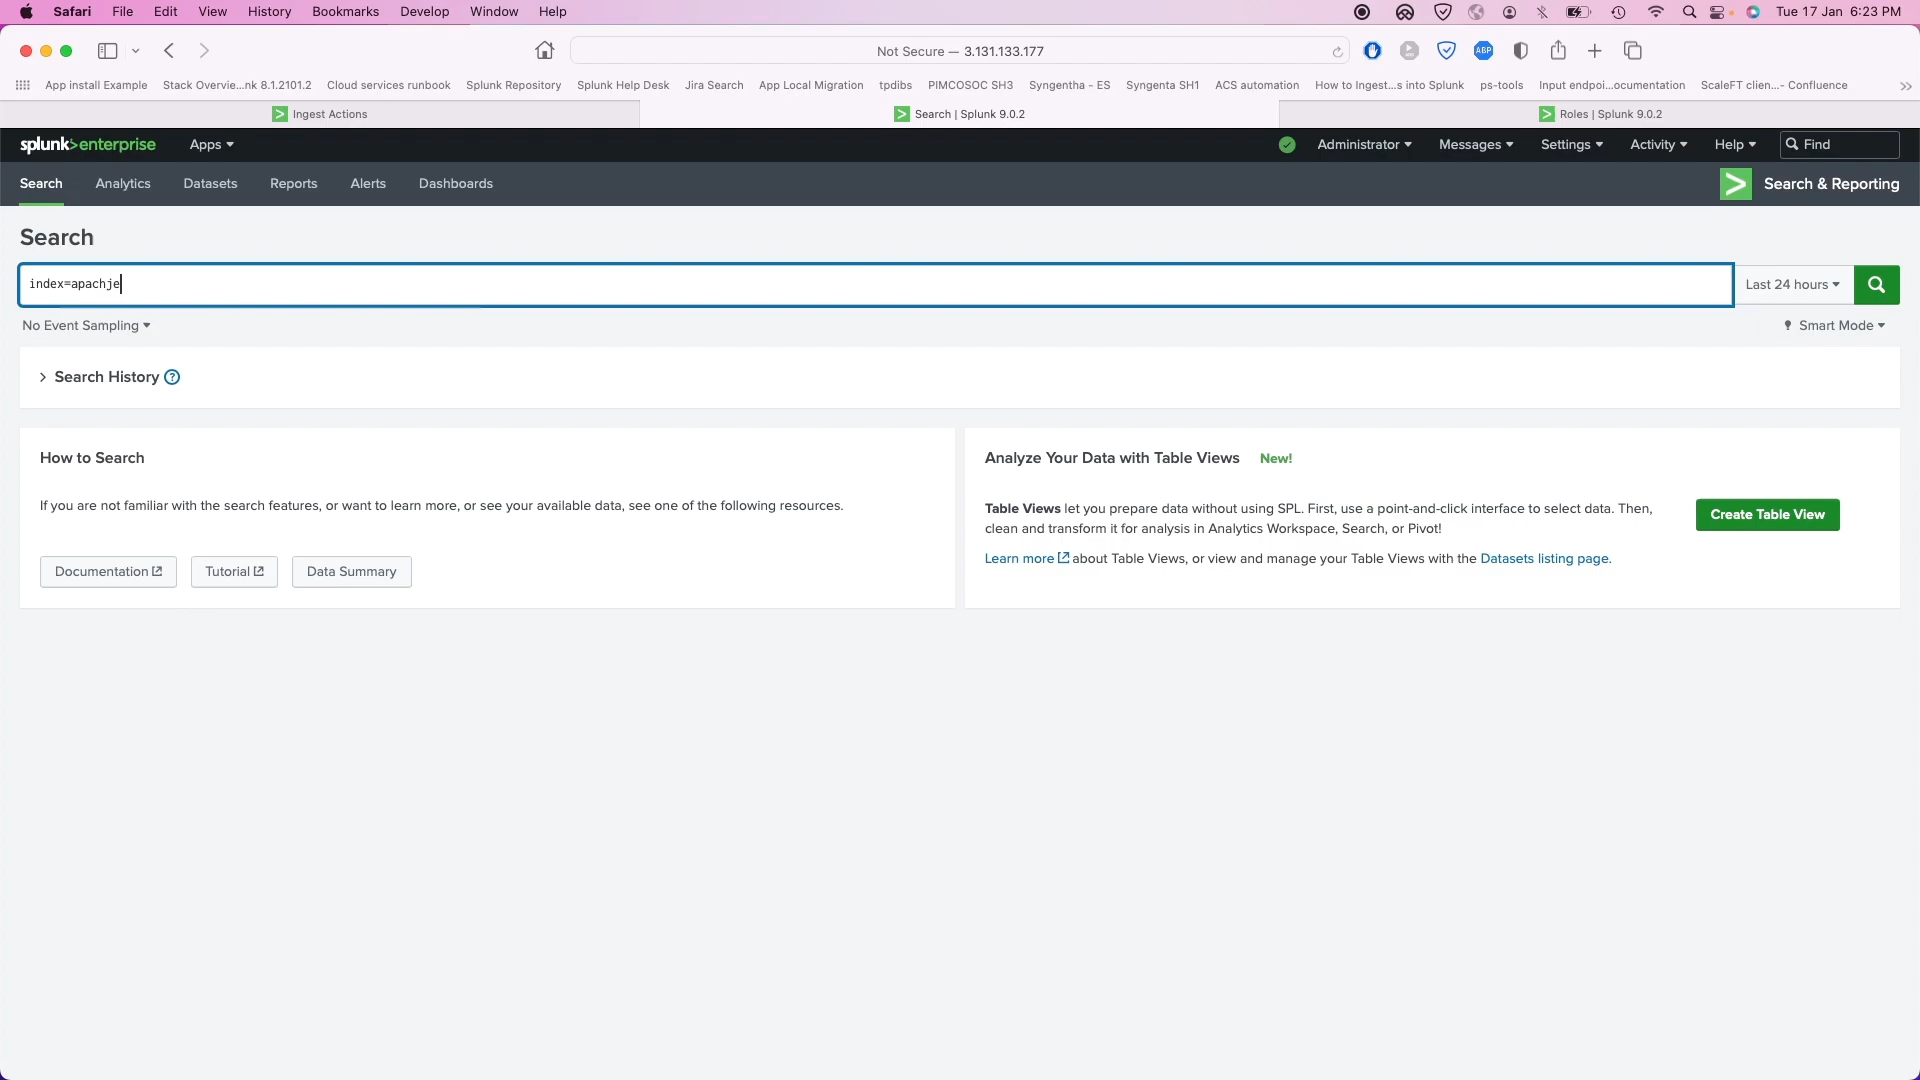 Safari File Edit View History Bookmarks Develop Window Help Tue 17 Jan 6:23 PM
Not Secure — 3.131.133.177 ABP
App install Example Stack Overvie...nk 8.1.2101.2 Cloud services runbook Splunk Repository Splunk Help Desk Jira Search App Local Migration tpdibs PIMCOSOC SH3 Syngentha - ES Syngenta SH1 ACS automation How to Ingest...s into Splunk ps-tools Input endpoi...ocumentation ScaleFT clien...- Confluence
Ingest Actions Search | Splunk 9.0.2 Roles | Splunk 9.0.2
splunk>enterprise Apps Administrator Messages Settings Activity Help Find
Search Analytics Datasets Reports Alerts Dashboards Search & Reporting
Search
index=apachje Last 24 hours
No Event Sampling Smart Mode
Search History ?
How to Search
If you are not familiar with the search features, or want to learn more, or see your available data, see one of the following resources.
Documentation Tutorial Data Summary
Analyze Your Data with Table Views New!
Table Views let you prepare data without using SPL. First, use a point-and-click interface to select data. Then,
clean and transform it for analysis in Analytics Workspace, Search, or Pivot!
Create Table View
Learn more about Table Views, or view and manage your Table Views with the Datasets listing page.